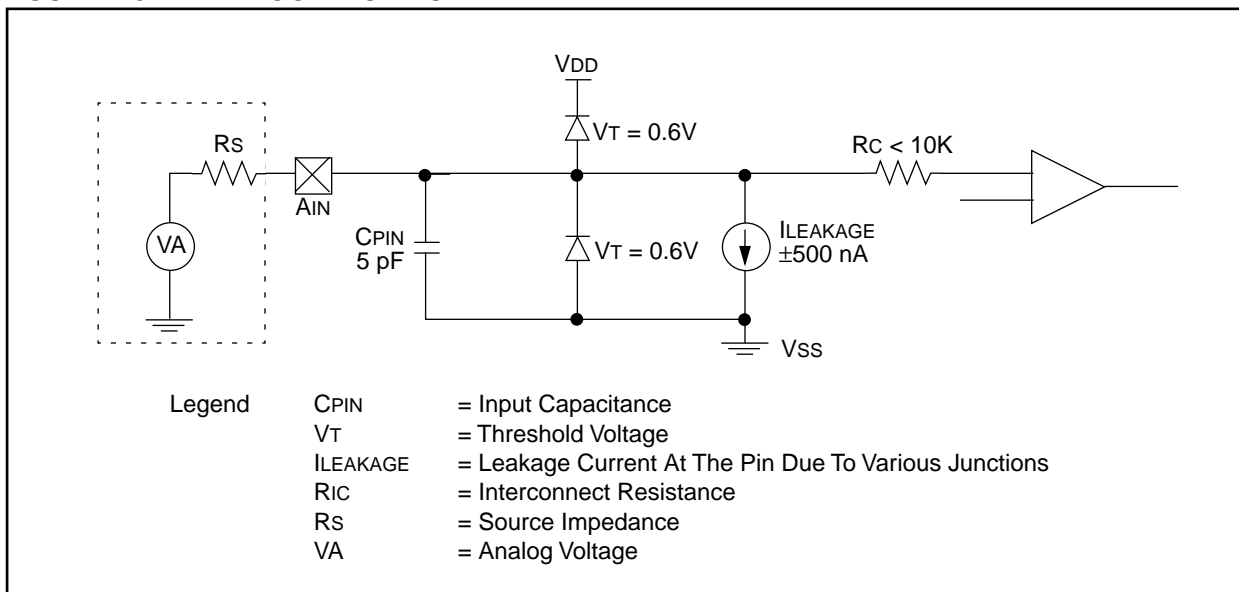 VDD
VT = 0.6V
RS
RC < 10K
AIN
CPIN
5 pF
VA
VT = 0.6V
ILEAKAGE
±500 nA
VSS
Legend
CPIN = Input Capacitance
VT = Threshold Voltage
ILEAKAGE = Leakage Current At The Pin Due To Various Junctions
RIC = Interconnect Resistance
RS = Source Impedance
VA = Analog Voltage